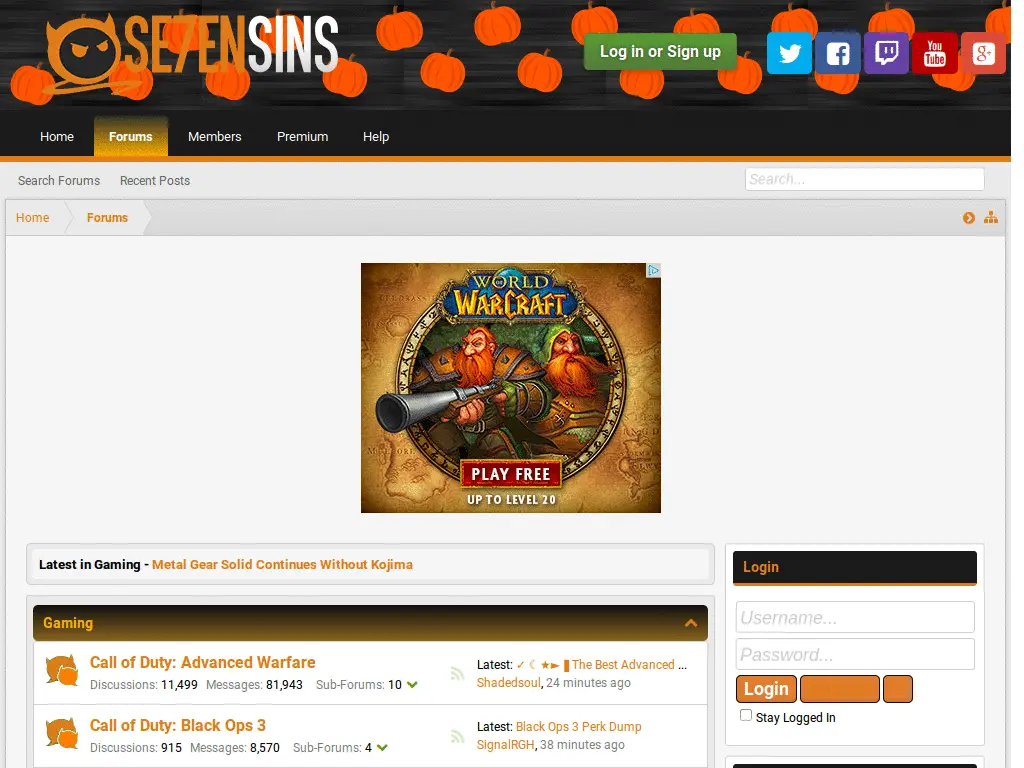 SE7ENSINS
Log in or Sign up
You
Tube
g+
Home Forums Members Premium Help
Search Forums Recent Posts
Search...
Home Forums
WORLD
OF
WARCRAFT
PLAY FREE
UP TO LEVEL 20
Latest in Gaming - Metal Gear Solid Continues Without Kojima
Gaming
Call of Duty: Advanced Warfare
Discussions: 11,499 Messages: 81,943 Sub-Forums: 10
Latest: ✓ ☾ ★► ▌The Best Advanced ...
Shadedsoul, 24 minutes ago
Call of Duty: Black Ops 3
Discussions: 915 Messages: 8,570 Sub-Forums: 4
Latest: Black Ops 3 Perk Dump
SignalRGH, 38 minutes ago
Login
Username...
Password...
Login
Stay Logged In